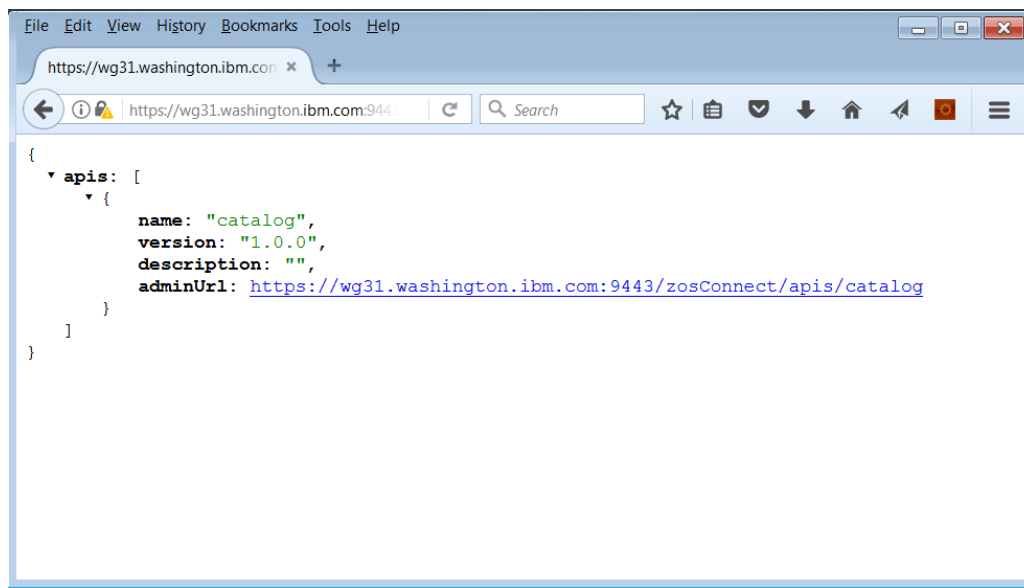 File Edit View History Bookmarks Tools Help
https://wg31.washington.ibm.com
https://wg31.washington.ibm.com:944 Search
{
apis: [
{
name: "catalog",
version: "1.0.0",
description: "",
adminUrl: https://wg31.washington.ibm.com:9443/zosConnect/apis/catalog
}
]
}